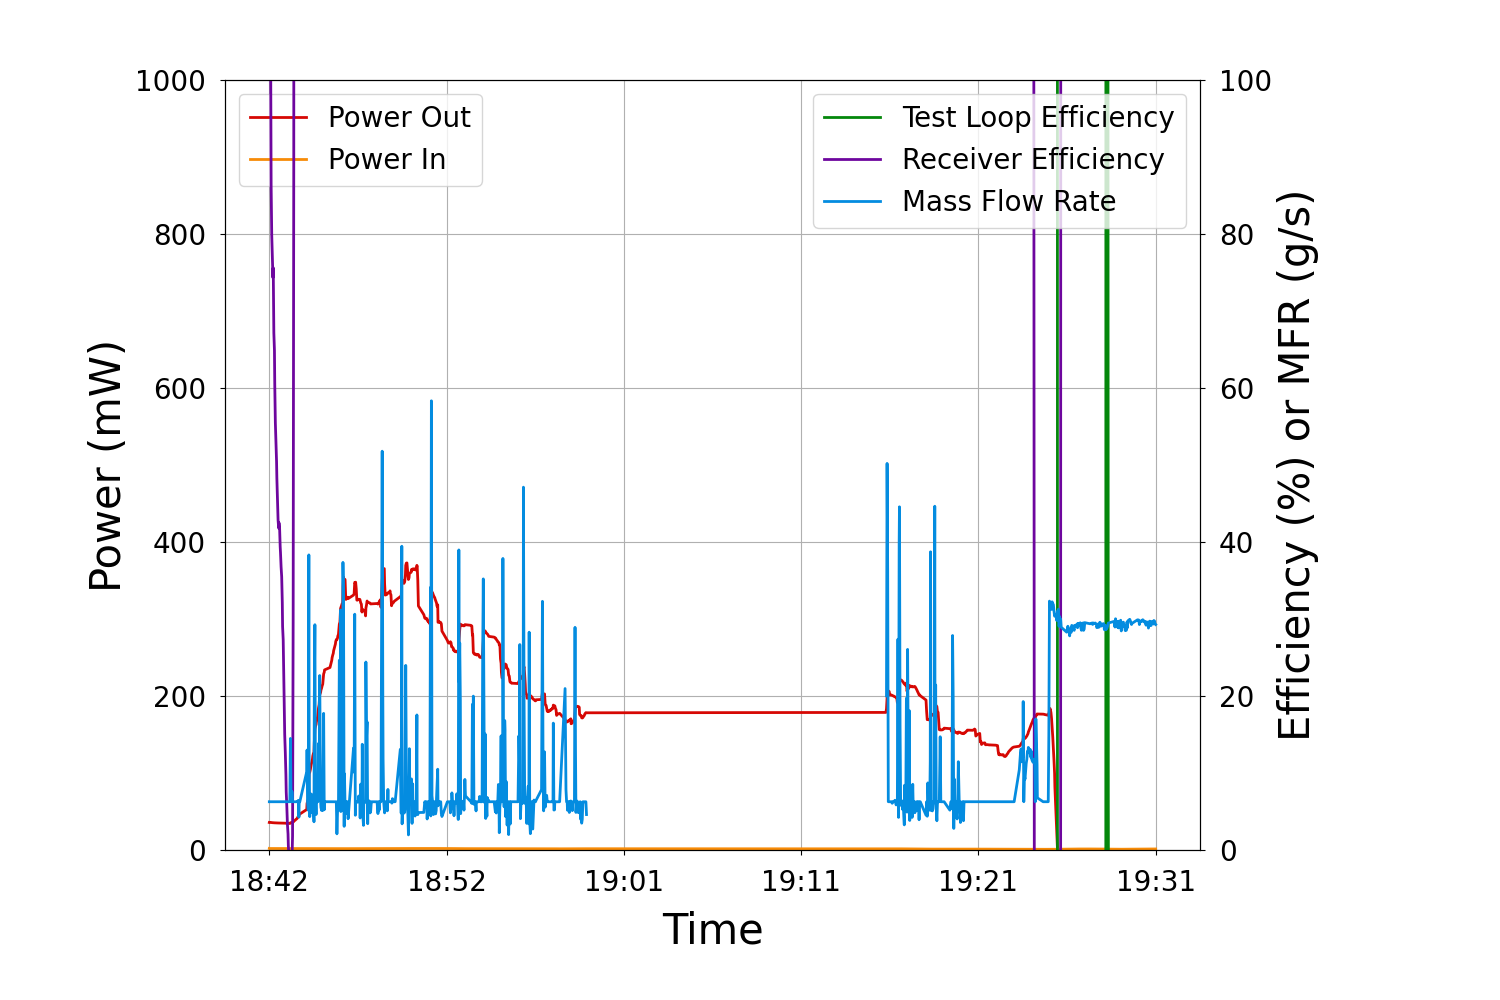 1000
800
600
400
200
0
Power (mW)
Power Out
Power In
Test Loop Efficiency
Receiver Efficiency
Mass Flow Rate
100
80
60
40
20
0
Efficiency (%) or MFR (g/s)
18:42
18:52
19:01
19:11
19:21
19:31
Time